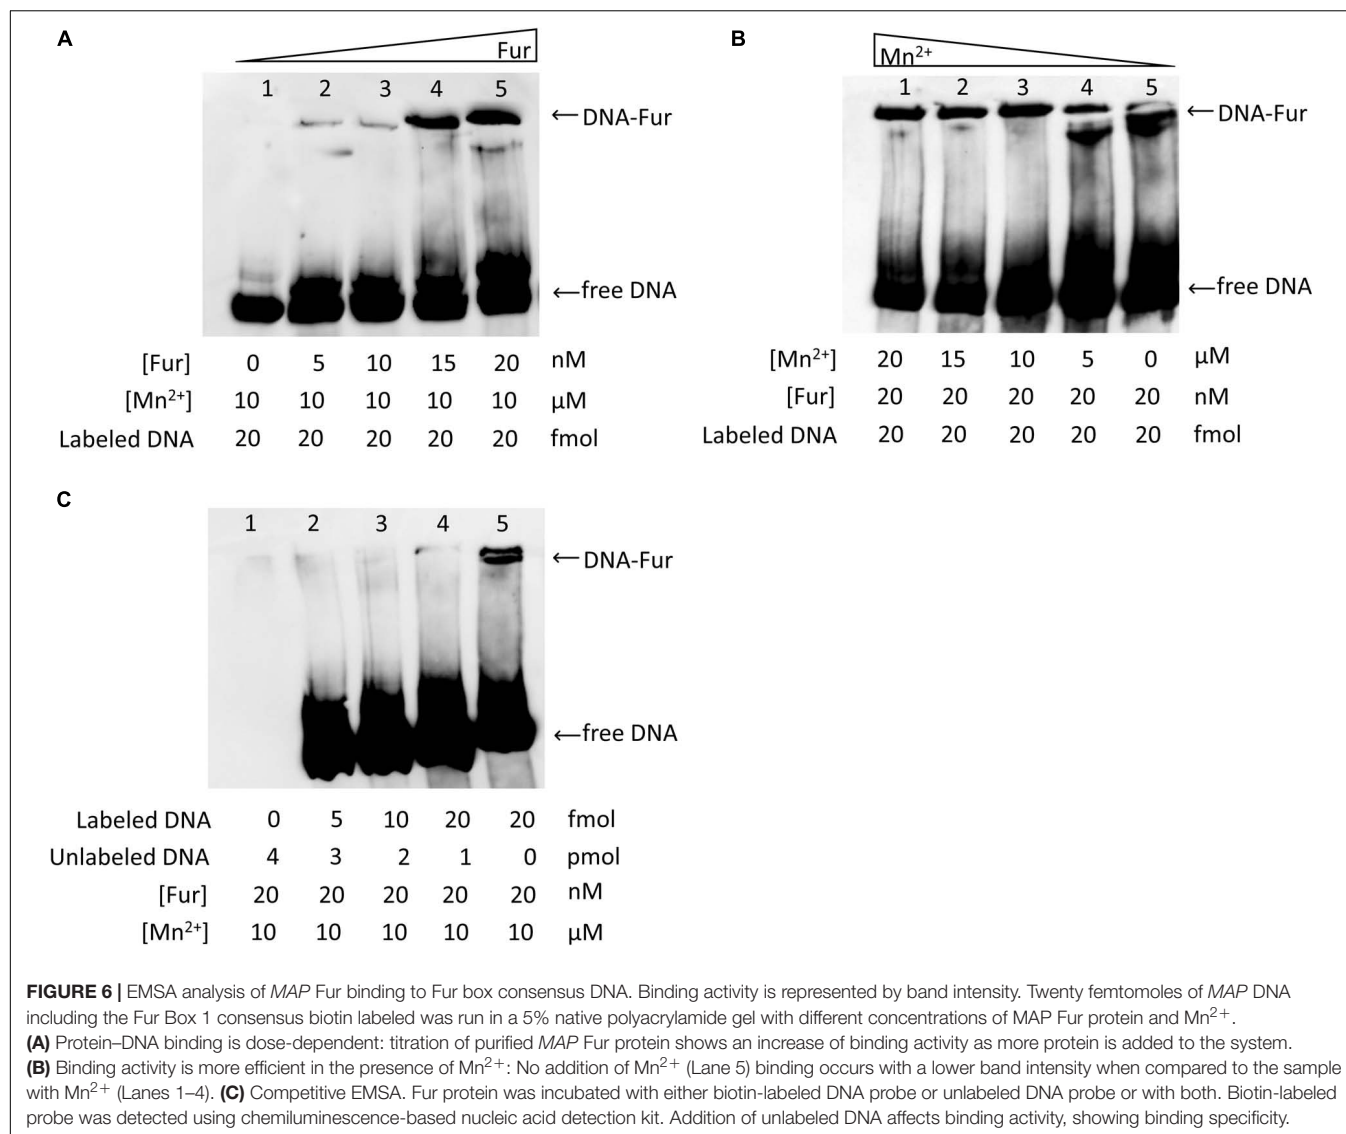 A
Fur
1 2 3 4 5
←DNA-Fur
←free DNA
[Fur] 0 5 10 15 20 nM
[Mn²⁺] 10 10 10 10 10 μM
Labeled DNA 20 20 20 20 20 fmol
B
Mn²⁺
1 2 3 4 5
←DNA-Fur
←free DNA
[Mn²⁺] 20 15 10 5 0 μM
[Fur] 20 20 20 20 20 nM
Labeled DNA 20 20 20 20 20 fmol
C
1 2 3 4 5
←DNA-Fur
←free DNA
Labeled DNA 0 5 10 20 20 fmol
Unlabeled DNA 4 3 2 1 0 pmol
[Fur] 20 20 20 20 20 nM
[Mn²⁺] 10 10 10 10 10 μM
FIGURE 6 | EMSA analysis of MAP Fur binding to Fur box consensus DNA. Binding activity is represented by band intensity. Twenty femtomoles of MAP DNA
including the Fur Box 1 consensus biotin labeled was run in a 5% native polyacrylamide gel with different concentrations of MAP Fur protein and Mn²⁺.
(A) Protein–DNA binding is dose-dependent: titration of purified MAP Fur protein shows an increase of binding activity as more protein is added to the system.
(B) Binding activity is more efficient in the presence of Mn²⁺: No addition of Mn²⁺ (Lane 5) binding occurs with a lower band intensity when compared to the sample
with Mn²⁺ (Lanes 1–4). (C) Competitive EMSA. Fur protein was incubated with either biotin-labeled DNA probe or unlabeled DNA probe or with both. Biotin-labeled
probe was detected using chemiluminescence-based nucleic acid detection kit. Addition of unlabeled DNA affects binding activity, showing binding specificity.